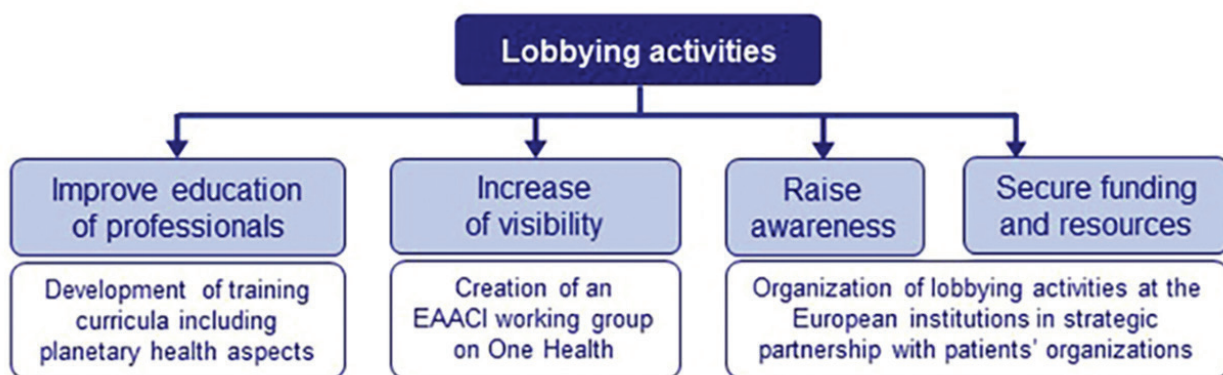 Lobbying activities
Improve education
of professionals
Development of training
curricula including
planetary health aspects
Increase
of visibility
Creation of an
EAACI working group
on One Health
Raise
awareness
Secure funding
and resources
Organization of lobbying activities at the
European institutions in strategic
partnership with patients' organizations